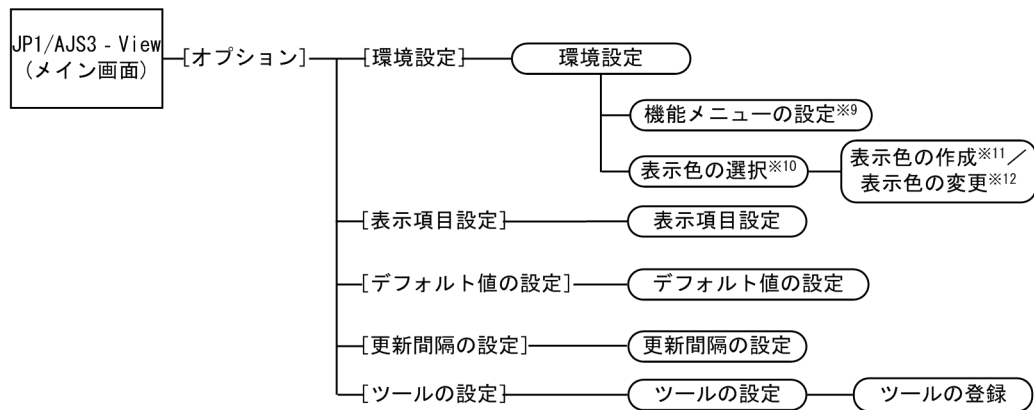 JP1/AJS3 - View
(メイン画面)
[オプション]
[環境設定]
環境設定
機能メニューの設定※9
表示色の選択※10
表示色の作成※11／
表示色の変更※12
[表示項目設定]
表示項目設定
[デフォルト値の設定]
デフォルト値の設定
[更新間隔の設定]
更新間隔の設定
[ツールの設定]
ツールの設定
ツールの登録